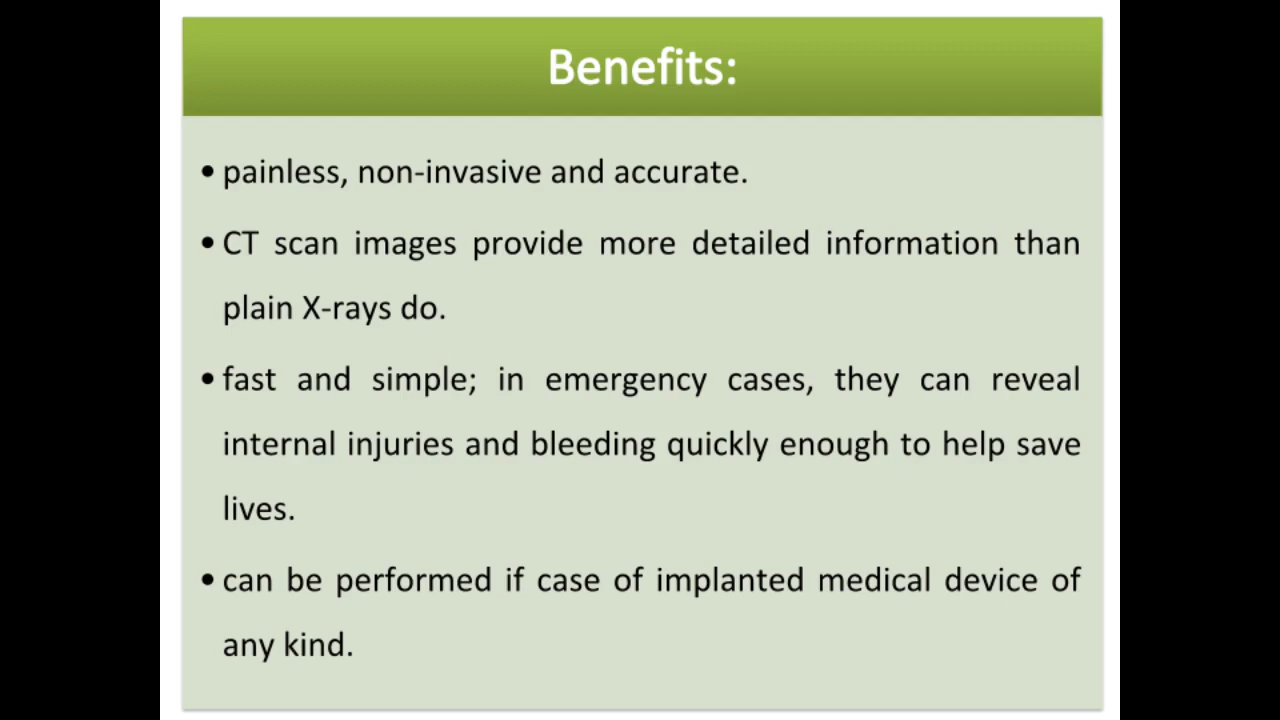 Benefits:
• painless, non-invasive and accurate.
• CT scan images provide more detailed information than
plain X-rays do.
• fast and simple; in emergency cases, they can reveal
internal injuries and bleeding quickly enough to help save
lives.
• can be performed if case of implanted medical device of
any kind.